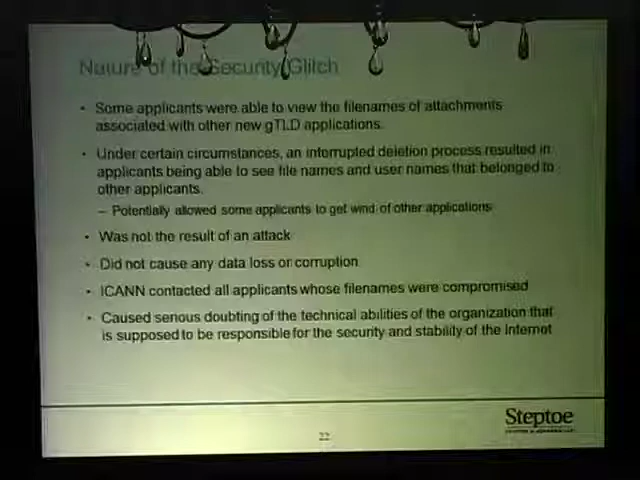 Nature of the Security Glitch
• Some applicants were able to view the filenames of attachments
associated with other new gTLD applications.
• Under certain circumstances, an interrupted deletion process resulted in
applicants being able to see file names and user names that belonged to
other applicants.
– Potentially allowed some applicants to get wind of other applications
• Was not the result of an attack
• Did not cause any data loss or corruption
• ICANN contacted all applicants whose filenames were compromised
• Caused serious doubting of the technical abilities of the organization that
is supposed to be responsible for the security and stability of the Internet
Steptoe
22